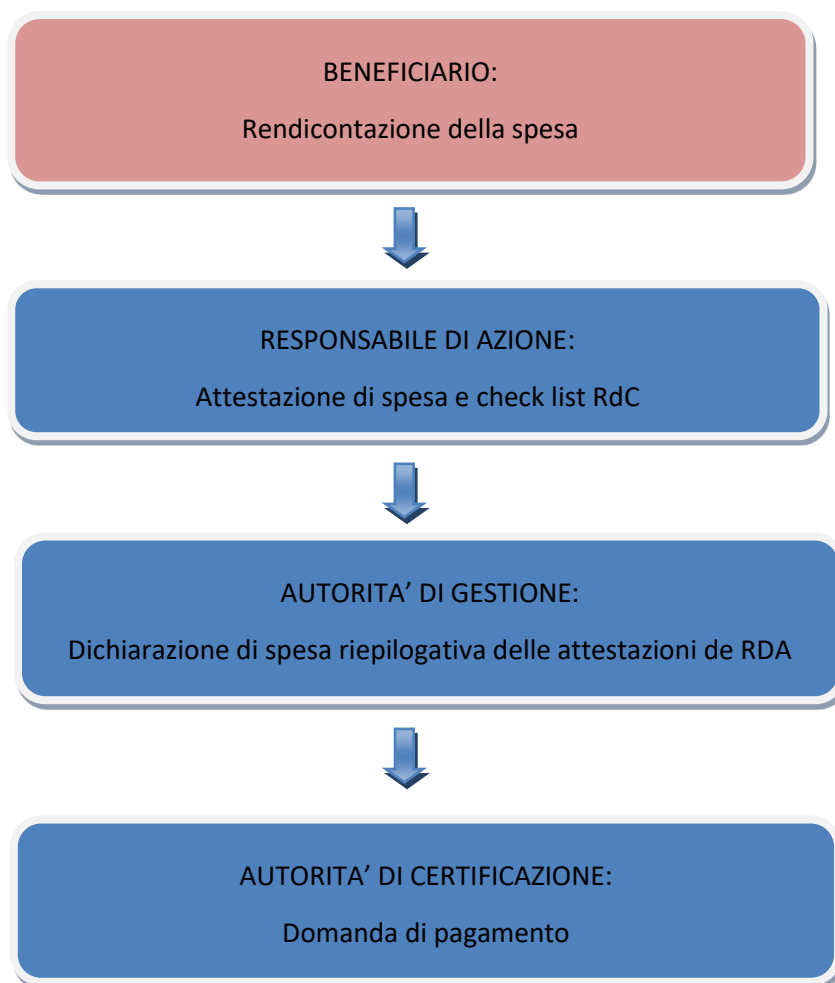 BENEFICIARIO:
Rendicontazione della spesa
RESPONSABILE DI AZIONE:
Attestazione di spesa e check list RdC
AUTORITA’ DI GESTIONE:
Dichiarazione di spesa riepilogativa delle attestazioni de RDA
AUTORITA’ DI CERTIFICAZIONE:
Domanda di pagamento